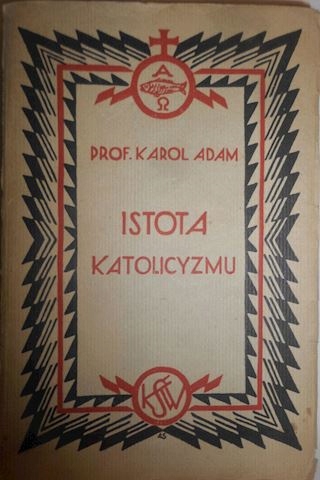 Α
Ω
PROF. KAROL ADAM
ISTOTA
KATOLICYZMU